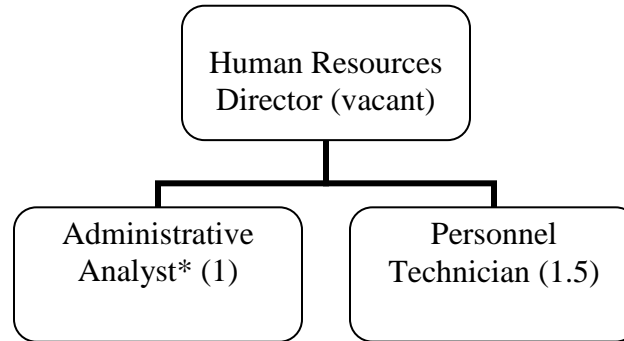 Human Resources
Director (vacant)
Administrative
Analyst* (1)
Personnel
Technician (1.5)